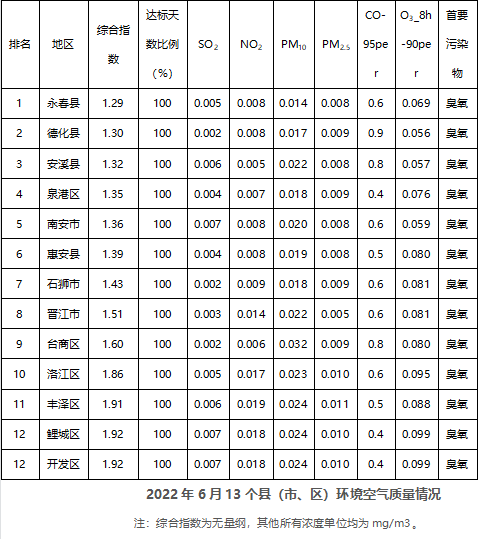 排名 地区 综合指数 达标天数比例（%） SO2 NO2 PM10 PM2.5 CO-95per O3_8h-90per 首要污染物
1 永春县 1.29 100 0.005 0.008 0.014 0.008 0.6 0.069 臭氧
2 德化县 1.30 100 0.002 0.008 0.017 0.009 0.9 0.056 臭氧
3 安溪县 1.32 100 0.006 0.005 0.022 0.008 0.8 0.057 臭氧
4 泉港区 1.35 100 0.004 0.007 0.018 0.009 0.4 0.076 臭氧
5 南安市 1.36 100 0.007 0.008 0.020 0.008 0.6 0.059 臭氧
6 惠安县 1.39 100 0.004 0.008 0.019 0.008 0.5 0.080 臭氧
7 石狮市 1.43 100 0.002 0.009 0.018 0.009 0.6 0.081 臭氧
8 晋江市 1.51 100 0.003 0.014 0.022 0.005 0.6 0.081 臭氧
9 台商区 1.60 100 0.002 0.006 0.032 0.009 0.8 0.080 臭氧
10 洛江区 1.86 100 0.005 0.017 0.023 0.010 0.6 0.095 臭氧
11 丰泽区 1.91 100 0.006 0.019 0.024 0.011 0.5 0.088 臭氧
12 鲤城区 1.92 100 0.007 0.018 0.024 0.010 0.4 0.099 臭氧
12 开发区 1.92 100 0.007 0.018 0.024 0.010 0.4 0.099 臭氧
2022年6月13个县（市、区）环境空气质量情况
注：综合指数为无量纲，其他所有浓度单位均为 mg/m3。